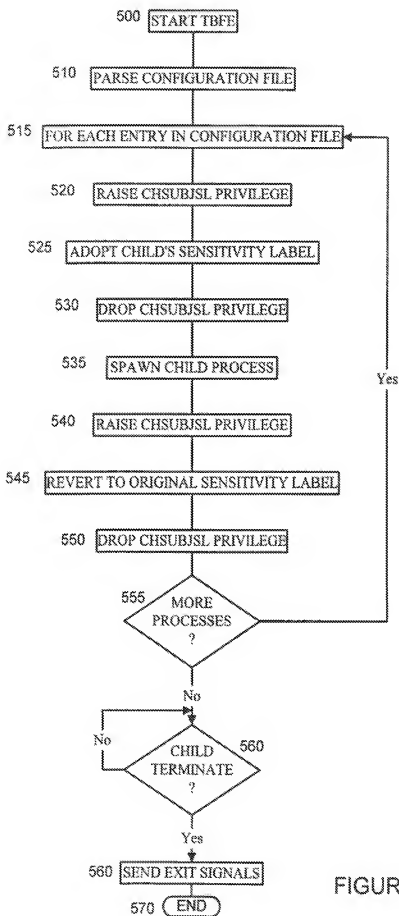 500 START TBFE
510 PARSE CONFIGURATION FILE
515 FOR EACH ENTRY IN CONFIGURATION FILE
520 RAISE CHSUBJSL PRIVILEGE
525 ADOPT CHILD'S SENSITIVITY LABEL
530 DROP CHSUBJSL PRIVILEGE
535 SPAWN CHILD PROCESS
Yes
540 RAISE CHSUBJSL PRIVILEGE
545 REVERT TO ORIGINAL SENSITIVITY LABEL
550 DROP CHSUBJSL PRIVILEGE
555 MORE
PROCESSES
?
No
No
CHILD 560
TERMINATE
?
Yes
560 SEND EXIT SIGNALS
570 END
FIGUR